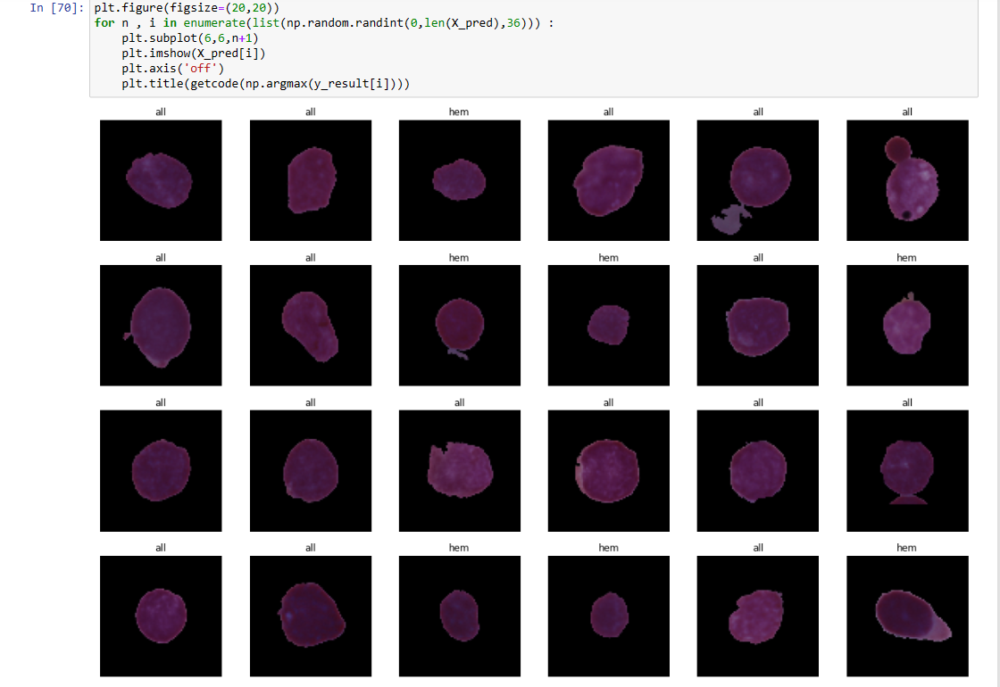 In [70]: plt.figure(figsize=(20,20))
for n , i in enumerate(list(np.random.randint(0,len(X_pred),36))) :
    plt.subplot(6,6,n+1)
    plt.imshow(X_pred[i])
    plt.axis('off')
    plt.title(getcode(np.argmax(y_result[i])))
all all hem all all all
all all hem hem all hem
all all all all all all
all all hem hem all hem